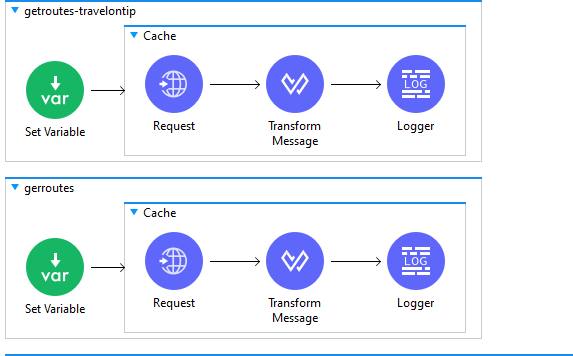 getroutes-travelontip
Cache
var
Set Variable
Request
Transform
Message
LOG
Logger
gerroutes
Cache
var
Set Variable
Request
Transform
Message
LOG
Logger